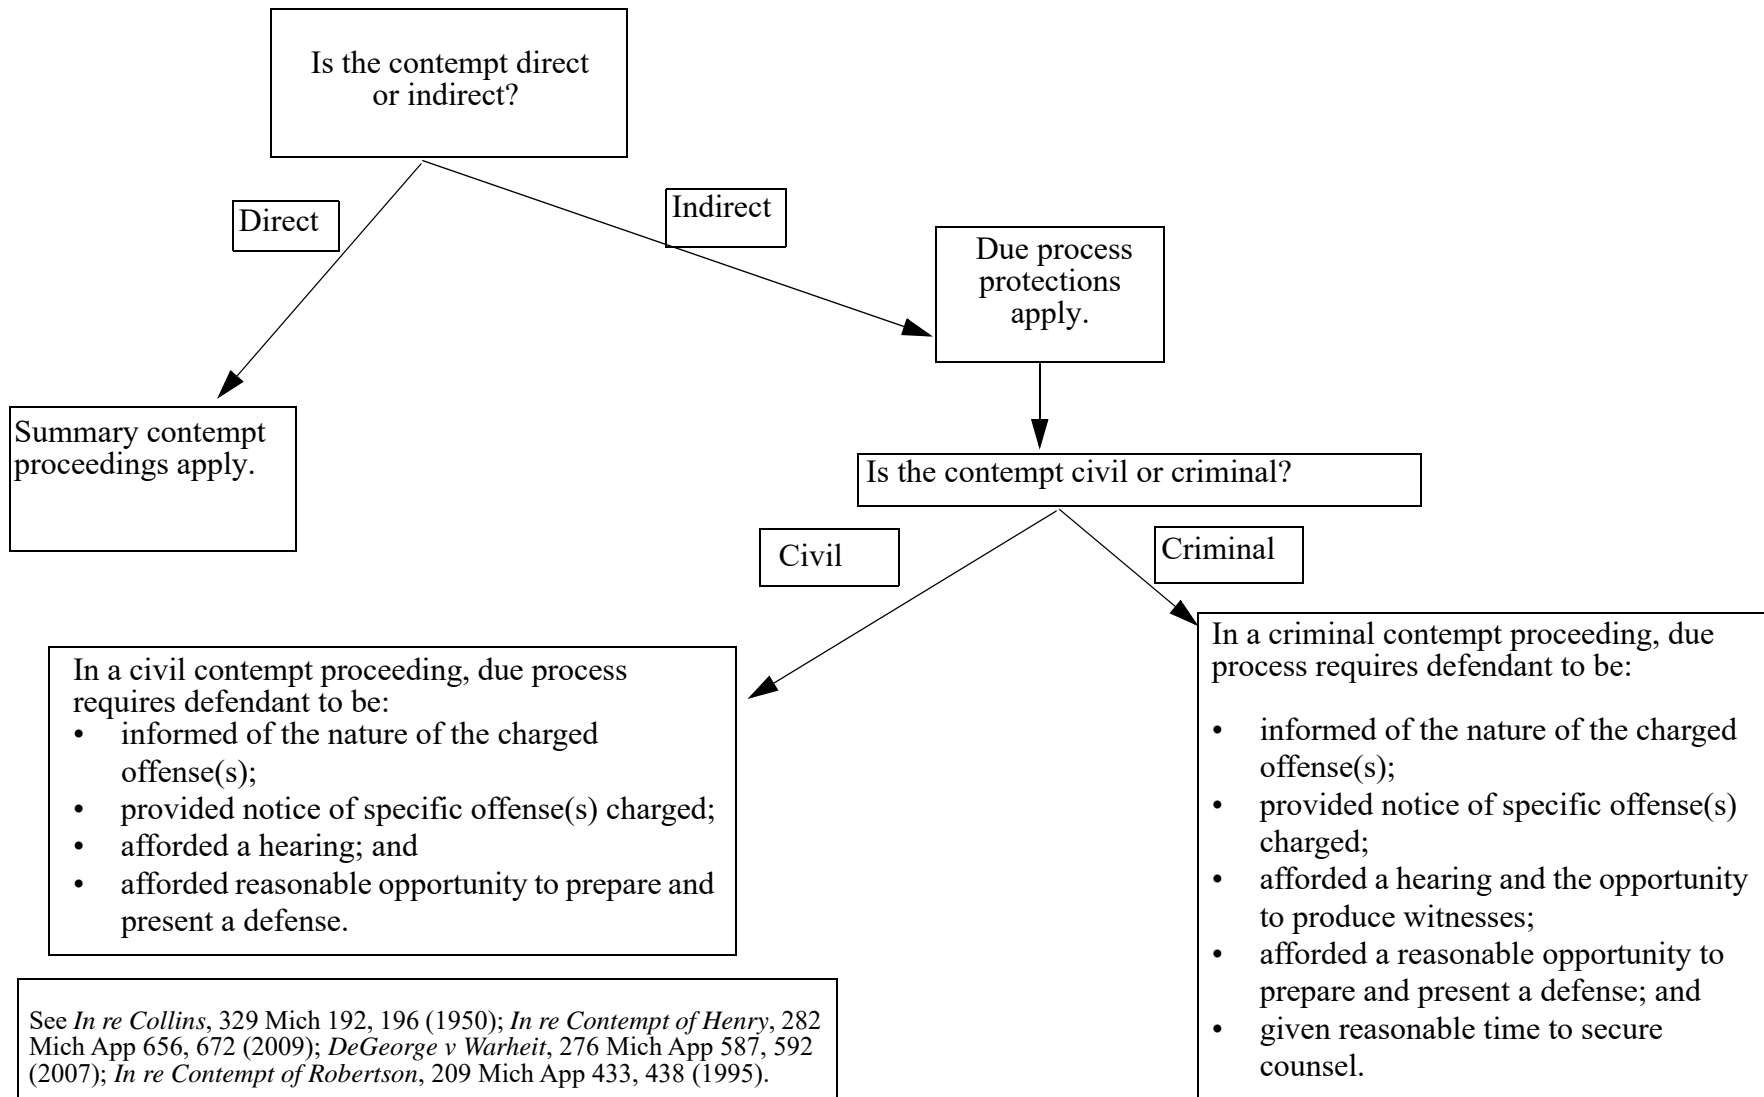 Is the contempt direct
or indirect?
Direct
Indirect
Due process
protections
apply.
Summary contempt
proceedings apply.
Is the contempt civil or criminal?
Civil
Criminal
In a civil contempt proceeding, due process
requires defendant to be:
• informed of the nature of the charged
offense(s);
• provided notice of specific offense(s) charged;
• afforded a hearing; and
• afforded reasonable opportunity to prepare and
present a defense.
In a criminal contempt proceeding, due
process requires defendant to be:
• informed of the nature of the charged
offense(s);
• provided notice of specific offense(s)
charged;
• afforded a hearing and the opportunity
to produce witnesses;
• afforded a reasonable opportunity to
prepare and present a defense; and
• given reasonable time to secure
counsel.
See In re Collins, 329 Mich 192, 196 (1950); In re Contempt of Henry, 282
Mich App 656, 672 (2009); DeGeorge v Warheit, 276 Mich App 587, 592
(2007); In re Contempt of Robertson, 209 Mich App 433, 438 (1995).